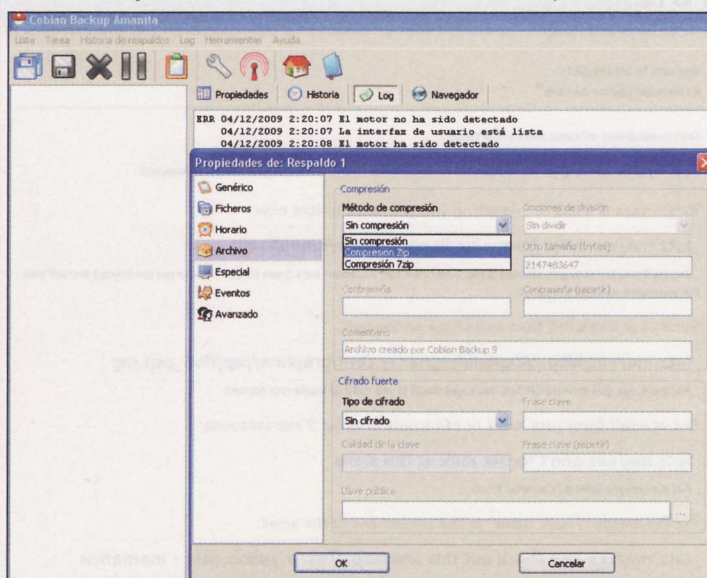 Cobian Backup Amanita
Lista Tarea Historia de respaldos Log Herramientas Ayuda
Propiedades Historia Log Navegador
ERR 04/12/2009 2:20:07 El motor no ha sido detectado
04/12/2009 2:20:07 La interfaz de usuario está lista
04/12/2009 2:20:08 El motor ha sido detectado
Propiedades de: Respaldo 1
Genérico
Ficheros
Horario
Archivo
Especial
Eventos
Avanzado
Compresión
Método de compresión Opciones de división
Sin compresión Sin dividir
Sin compresión
Compresión Zip Otro tamaño (bytes)
Compresión 7zip 2147483647
Contraseña Contraseña (repetir)
Comentario
Archivo creado por Cobian Backup 9
Cifrado fuerte
Tipo de cifrado Frase clave
Sin cifrado
Calidad de la clave Frase clave (repetir)
Llave pública
...
OK Cancelar